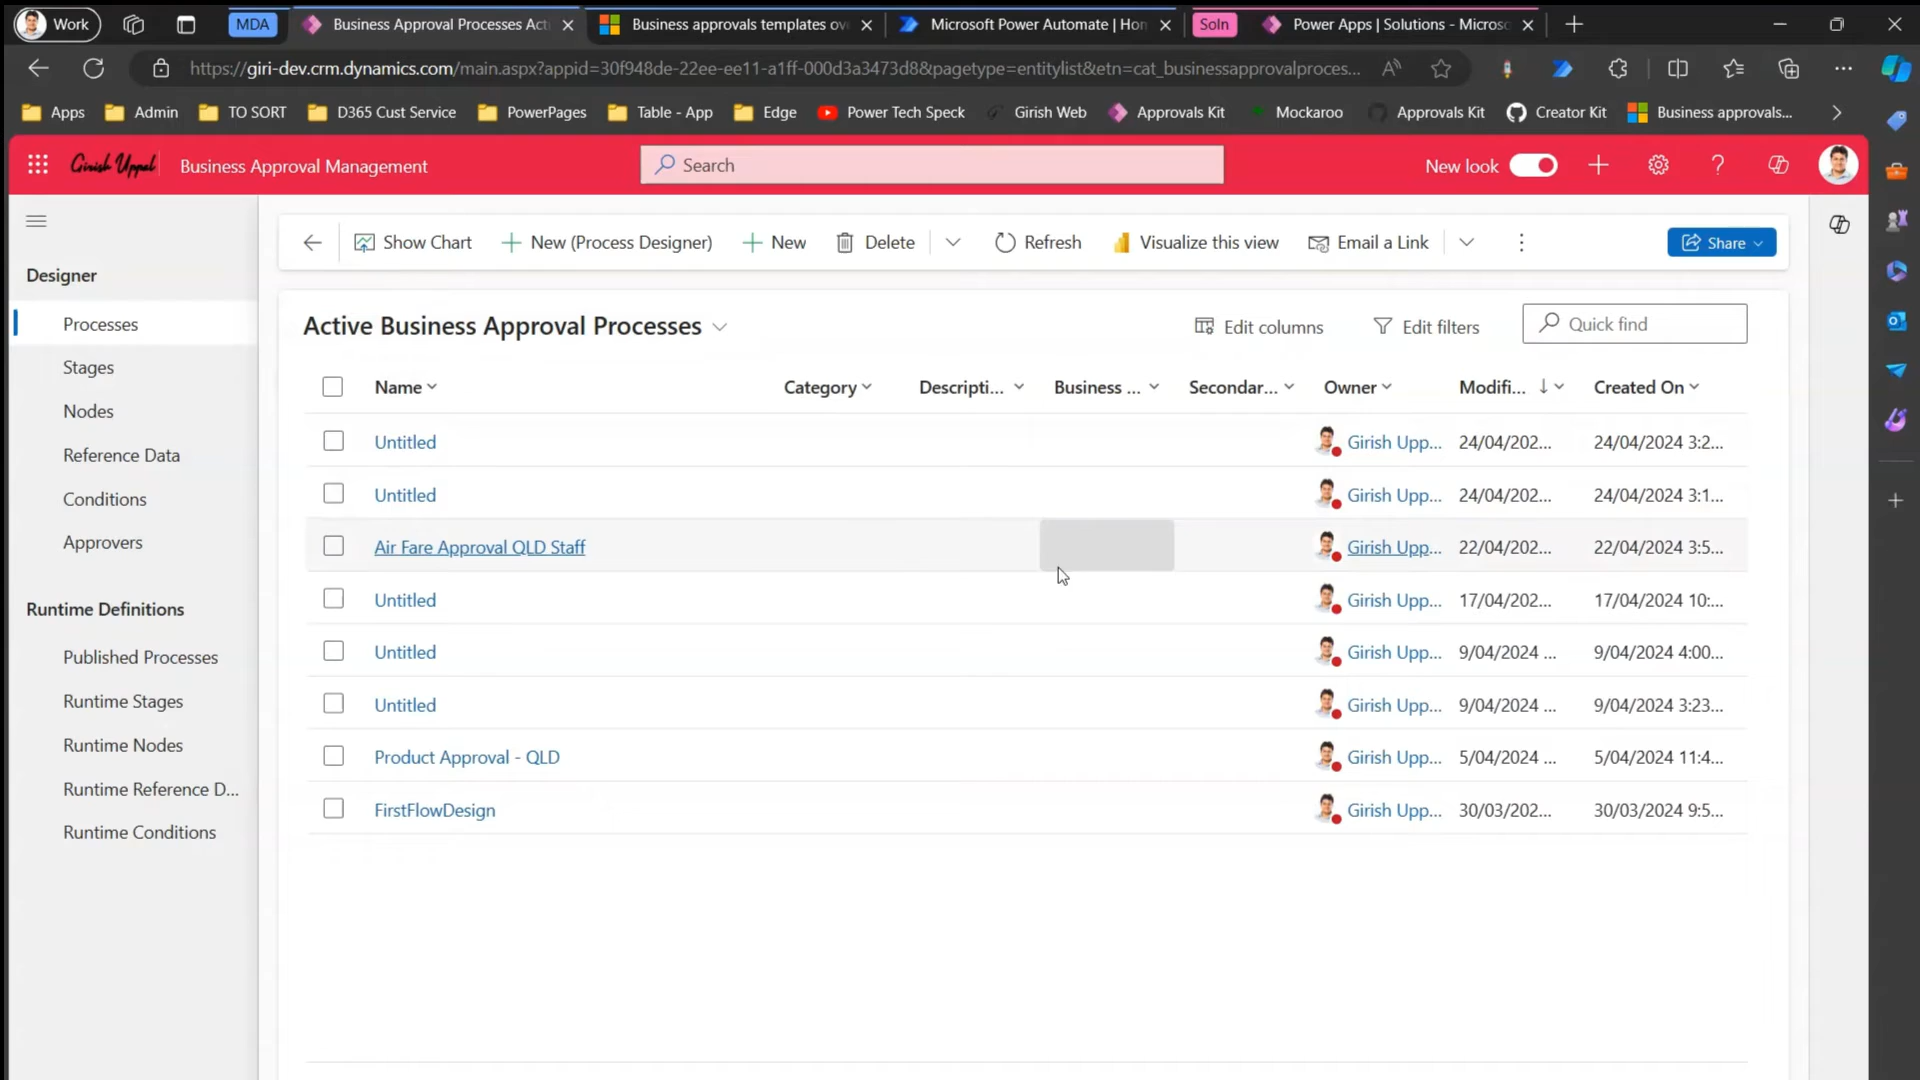 Work
MDA
Business Approval Processes Act
Business approvals templates ov
Microsoft Power Automate | Hon
Soln
Power Apps | Solutions - Micros
https://giri-dev.crm.dynamics.com/main.aspx?appid=30f948de-22ee-ee11-a1ff-000d3a3473d8&pagetype=entitylist&etn=cat_businessapprovalproces...
Apps
Admin
TO SORT
D365 Cust Service
PowerPages
Table - App
Edge
Power Tech Speck
Girish Web
Approvals Kit
Mockaroo
Approvals Kit
Creator Kit
Business approvals...
Girish Uppal
Business Approval Management
Search
New look
Show Chart
New (Process Designer)
New
Delete
Refresh
Visualize this view
Email a Link
Share
Designer
Processes
Stages
Nodes
Reference Data
Conditions
Approvers
Runtime Definitions
Published Processes
Runtime Stages
Runtime Nodes
Runtime Reference D...
Runtime Conditions
Active Business Approval Processes
Edit columns
Edit filters
Quick find
Name Category Descripti... Business ... Secondar... Owner Modifi... Created On
Untitled Girish Upp... 24/04/202... 24/04/2024 3:2...
Untitled Girish Upp... 24/04/202... 24/04/2024 3:1...
Air Fare Approval QLD Staff Girish Upp... 22/04/202... 22/04/2024 3:5...
Untitled Girish Upp... 17/04/202... 17/04/2024 10:...
Untitled Girish Upp... 9/04/2024 ... 9/04/2024 4:00...
Untitled Girish Upp... 9/04/2024 ... 9/04/2024 3:23...
Product Approval - QLD Girish Upp... 5/04/2024 ... 5/04/2024 11:4...
FirstFlowDesign Girish Upp... 30/03/202... 30/03/2024 9:5...